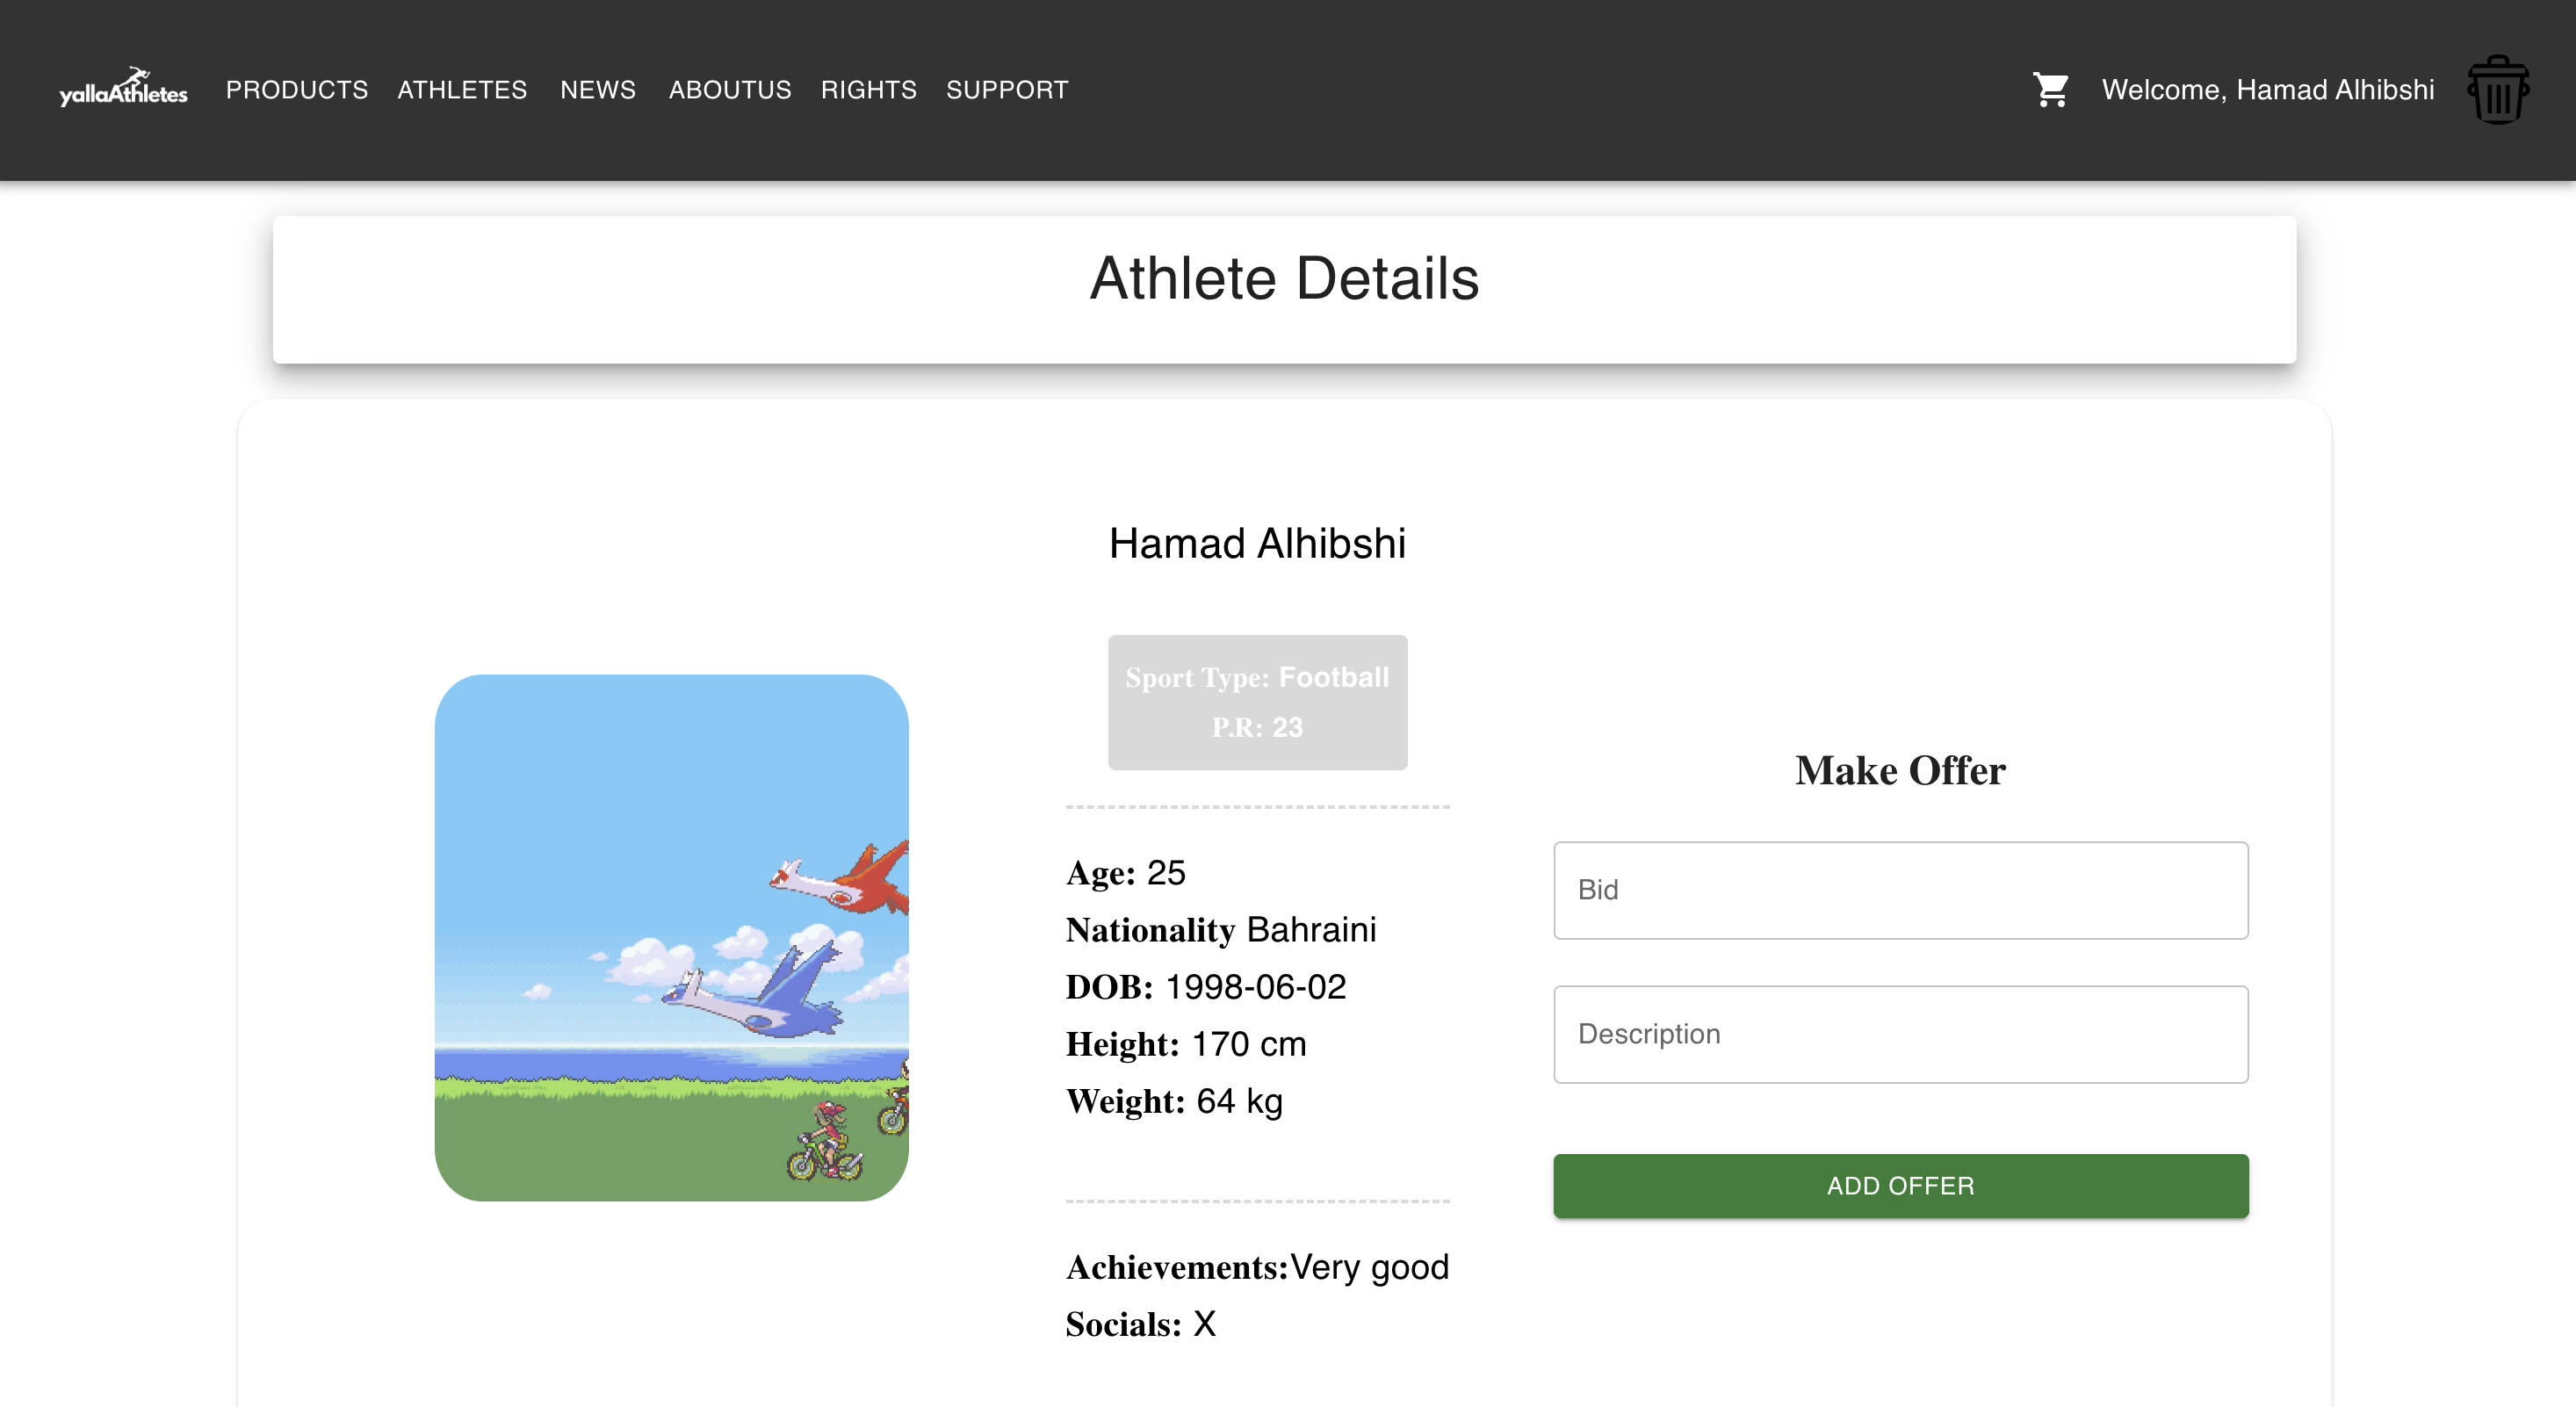 yallaAthletes PRODUCTS ATHLETES NEWS ABOUTUS RIGHTS SUPPORT Welcome, Hamad Alhibshi
Athlete Details
Hamad Alhibshi
Sport Type: Football
P.R: 23
Age: 25
Nationality Bahraini
DOB: 1998-06-02
Height: 170 cm
Weight: 64 kg
Achievements:Very good
Socials: X
Make Offer
Bid
Description
ADD OFFER